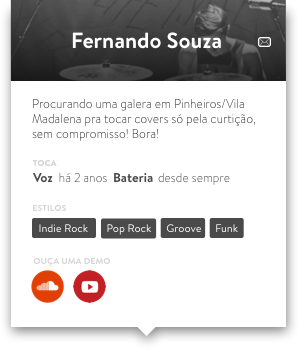 Fernando Souza
Procurando uma galera em Pinheiros/Vila
Madalena pra tocar covers só pela curtição,
sem compromisso! Bora!
TOCA
Voz há 2 anos Bateria desde sempre
ESTILOS
Indie Rock Pop Rock Groove Funk
OUÇA UMA DEMO